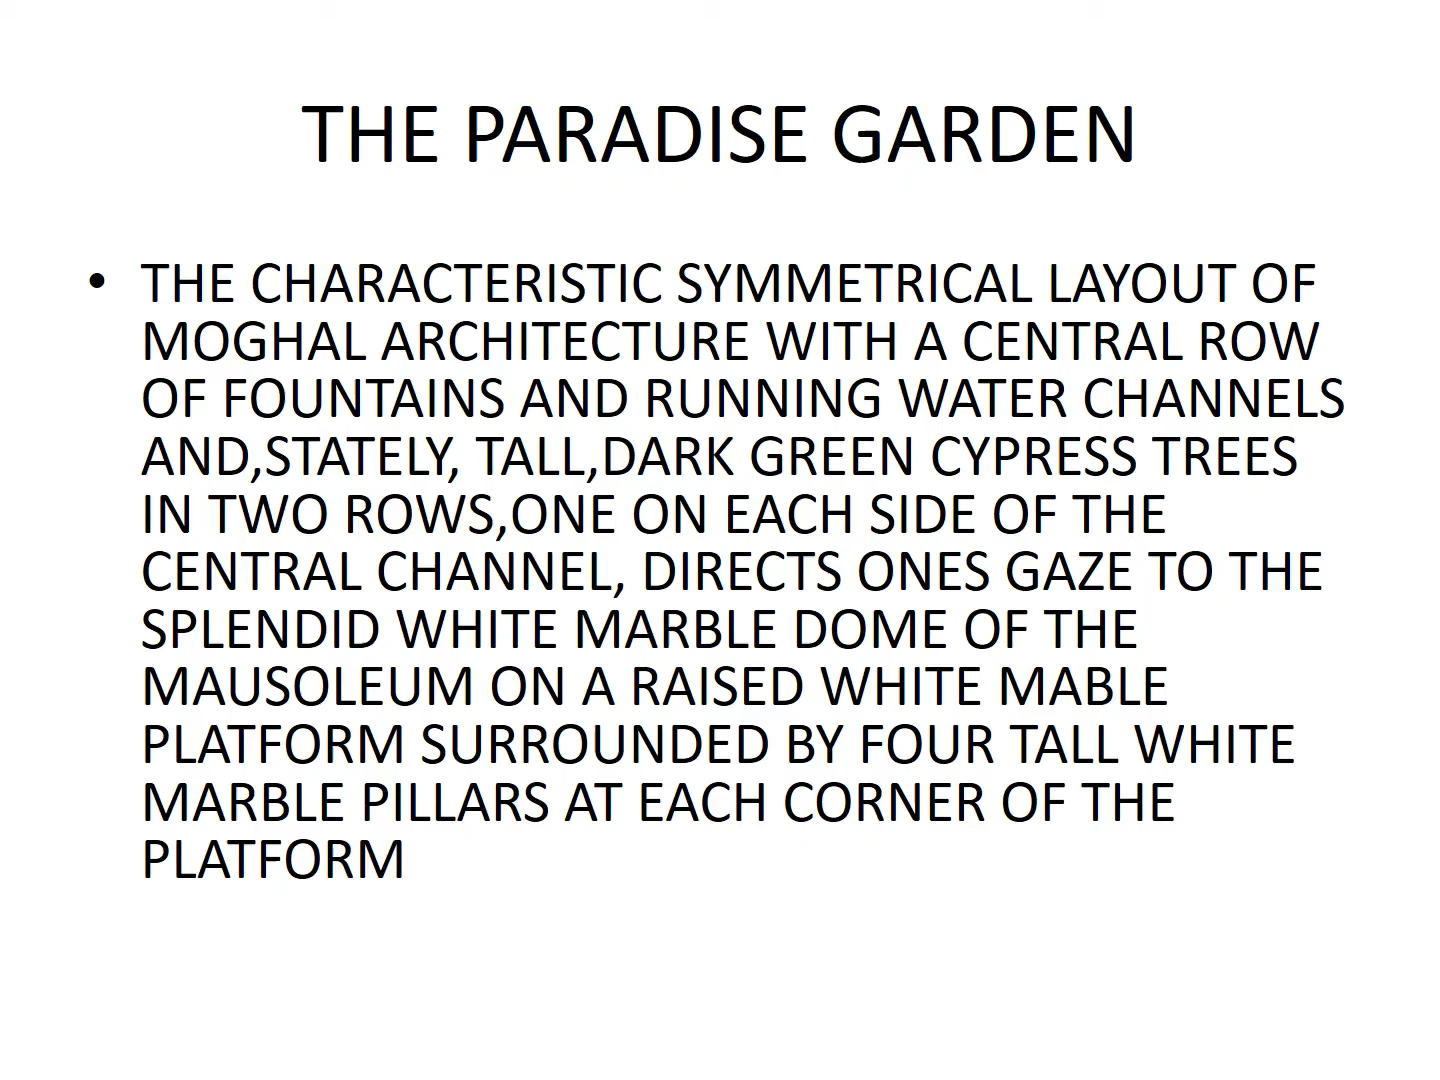 THE PARADISE GARDEN
• THE CHARACTERISTIC SYMMETRICAL LAYOUT OF
MOGHAL ARCHITECTURE WITH A CENTRAL ROW
OF FOUNTAINS AND RUNNING WATER CHANNELS
AND,STATELY, TALL,DARK GREEN CYPRESS TREES
IN TWO ROWS,ONE ON EACH SIDE OF THE
CENTRAL CHANNEL, DIRECTS ONES GAZE TO THE
SPLENDID WHITE MARBLE DOME OF THE
MAUSOLEUM ON A RAISED WHITE MABLE
PLATFORM SURROUNDED BY FOUR TALL WHITE
MARBLE PILLARS AT EACH CORNER OF THE
PLATFORM